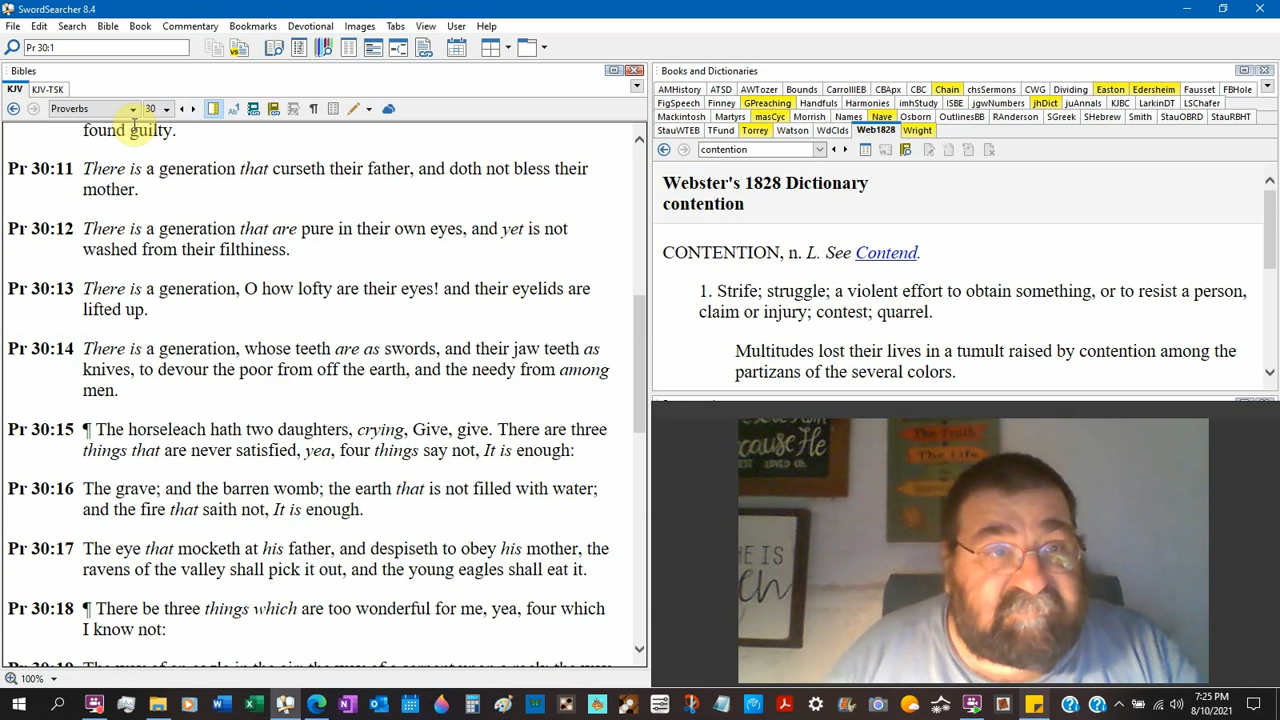 SwordSearcher 8.4
File Edit Search Bible Book Commentary Bookmarks Devotional Images Tabs View User Help
Pr 30:1
Bibles
KJV KJV-TSK
Proverbs 30
found guilty.
Pr 30:11 There is a generation that curseth their father, and doth not bless their
mother.
Pr 30:12 There is a generation that are pure in their own eyes, and yet is not
washed from their filthiness.
Pr 30:13 There is a generation, O how lofty are their eyes! and their eyelids are
lifted up.
Pr 30:14 There is a generation, whose teeth are as swords, and their jaw teeth as
knives, to devour the poor from off the earth, and the needy from among
men.
Pr 30:15 ¶ The horseleach hath two daughters, crying, Give, give. There are three
things that are never satisfied, yea, four things say not, It is enough:
Pr 30:16 The grave; and the barren womb; the earth that is not filled with water;
and the fire that saith not, It is enough.
Pr 30:17 The eye that mocketh at his father, and despiseth to obey his mother, the
ravens of the valley shall pick it out, and the young eagles shall eat it.
Pr 30:18 ¶ There be three things which are too wonderful for me, yea, four which
I know not:
100%
Books and Dictionaries
AMHistory ATSD AWTozer Bounds CarrollEIB CBApx CBC Chain chsSermons CWG Dividing Easton Edersheim Fausset FBHole
FigSpeech Finney GPreaching Handfuls Harmonies imhStudy ISBE jgwNumbers jhDict juAnnals KJBC LarkinDT LSChafer
Mackintosh Martyrs masCyc Morrish Names Nave Osborn OutlinesBB RAnderson SGreek SHebrew Smith StauOBRD StauRBHT
StauWTEB TFund Torrey Watson WdClds Web1828 Wright
contention
Webster's 1828 Dictionary
contention
CONTENTION, n. L. See Contend.
1. Strife; struggle; a violent effort to obtain something, or to resist a person,
claim or injury; contest; quarrel.
Multitudes lost their lives in a tumult raised by contention among the
partizans of the several colors.
because He
The Truth
The Life
HE IS
7:25 PM
8/10/2021